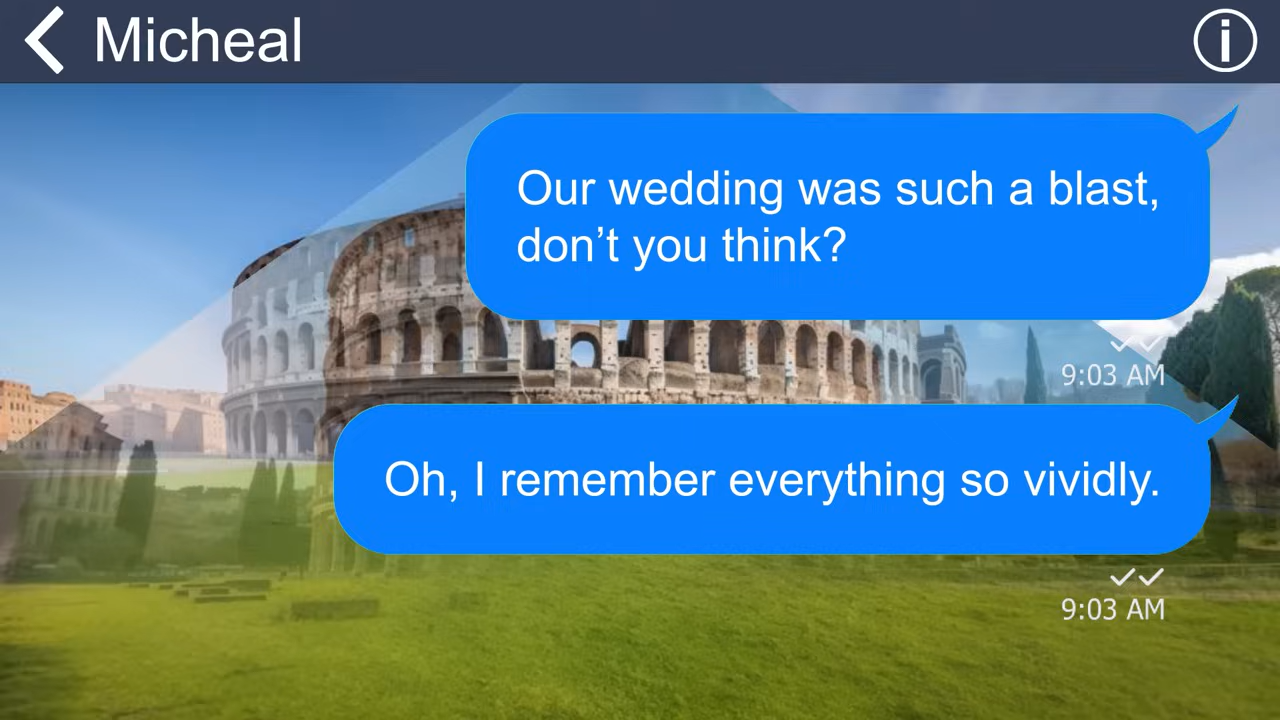 Micheal
Our wedding was such a blast,
don’t you think?
9:03 AM
Oh, I remember everything so vividly.
9:03 AM